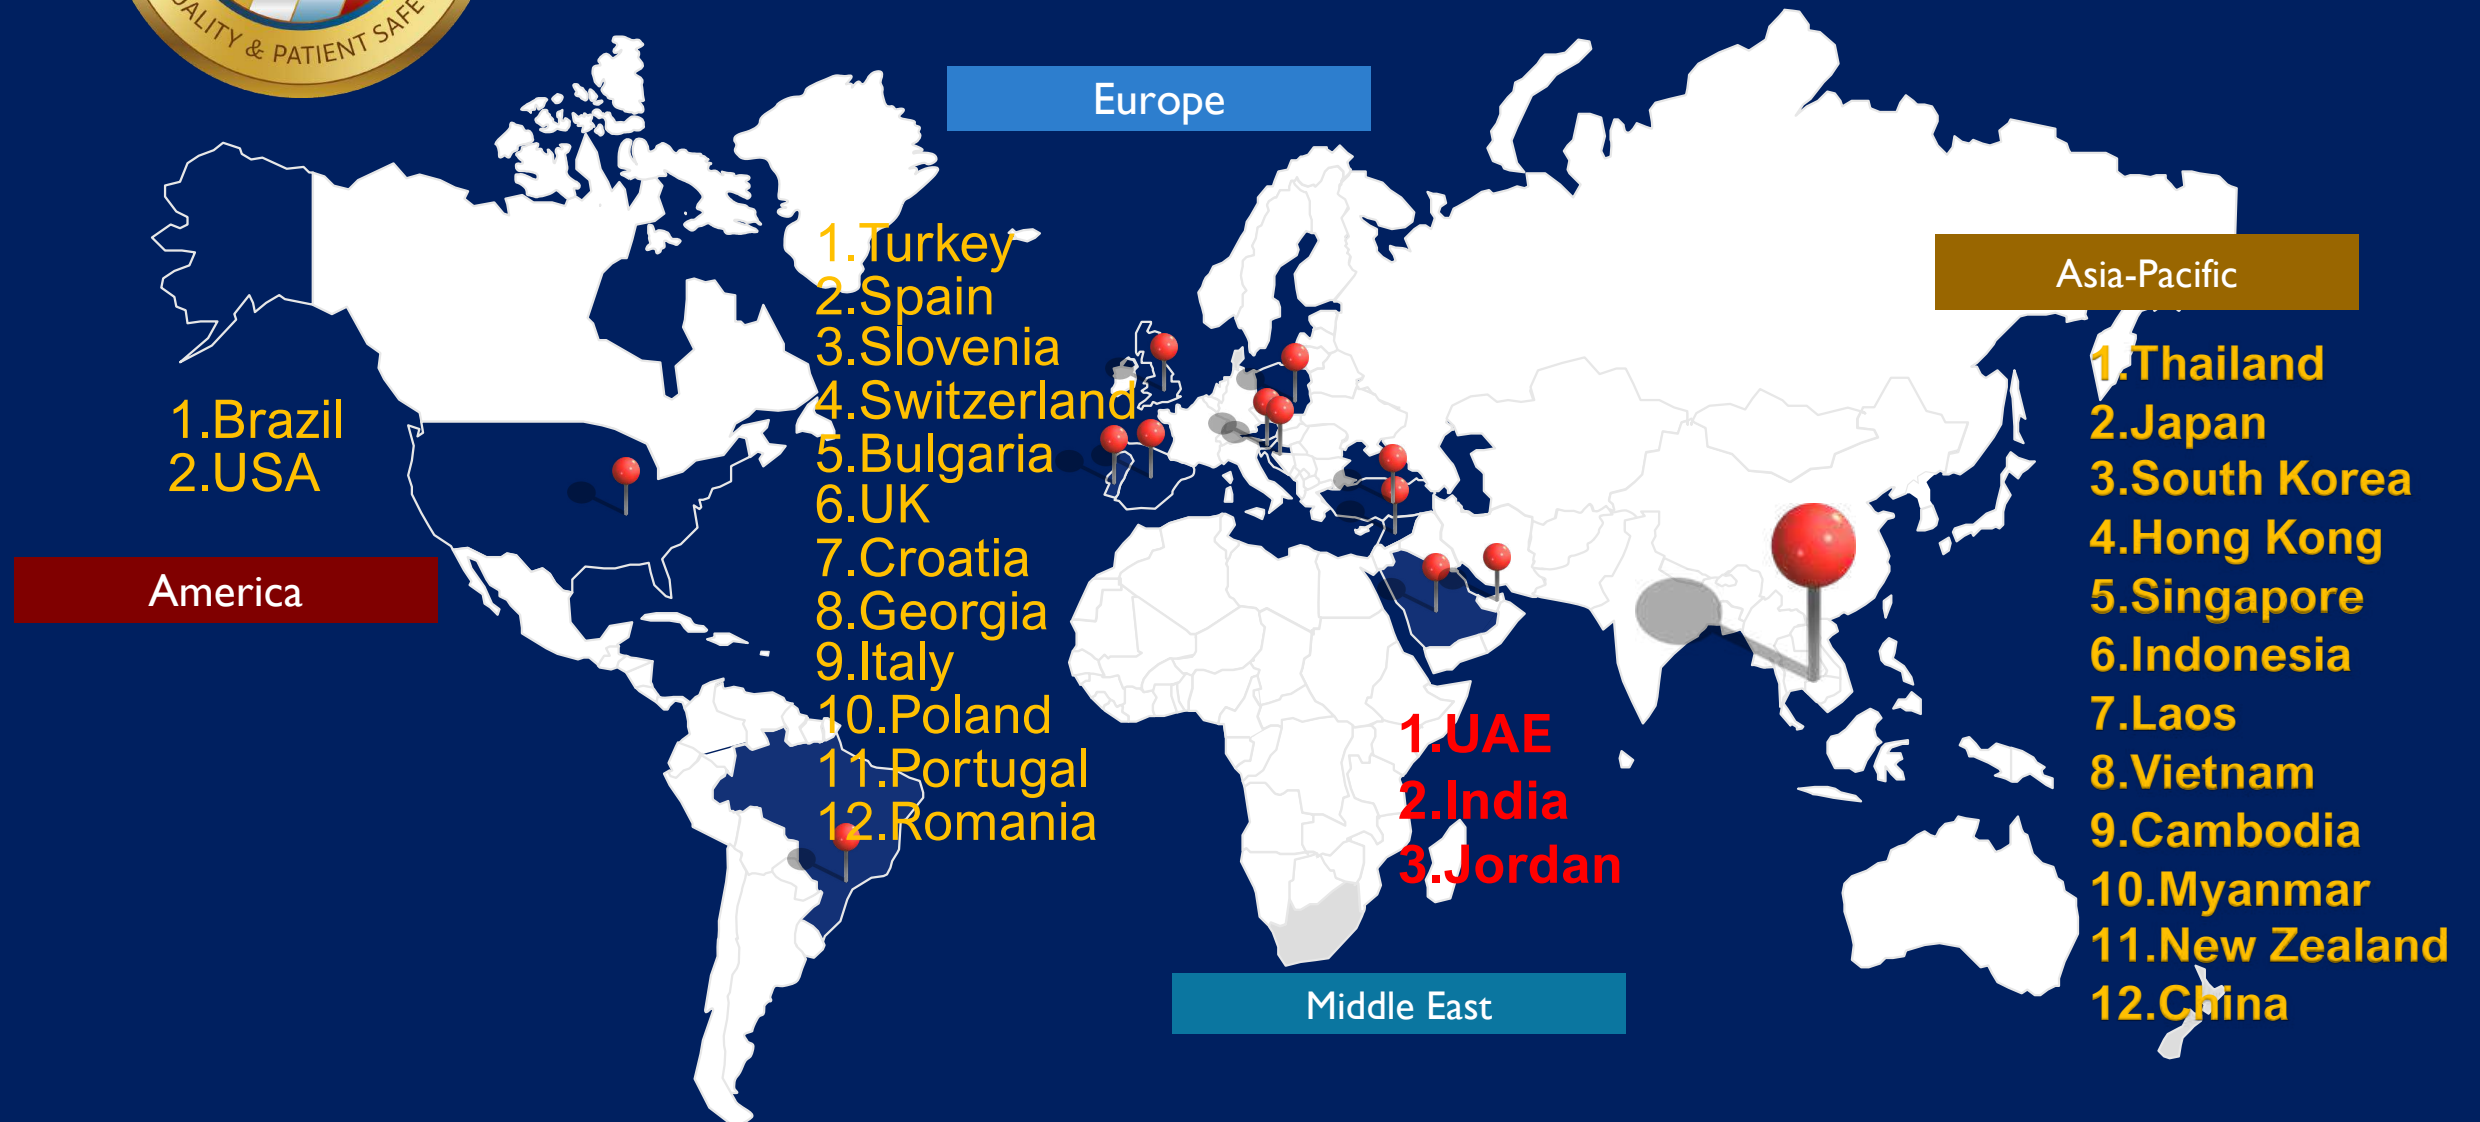 & PATIENT
Europe
1.Turkey
2.Spain
3.Slovenia
4.Switzerland
5.Bulgaria
6.UK
7.Croatia
8.Georgia
9.Italy
10.Poland
11.Portugal
12.Romania
America
1.Brazil
2.USA
Middle East
1.UAE
2.India
3.Jordan
Asia-Pacific
1.Thailand
2.Japan
3.South Korea
4.Hong Kong
5.Singapore
6.Indonesia
7.Laos
8.Vietnam
9.Cambodia
10.Myanmar
11.New Zealand
12.China